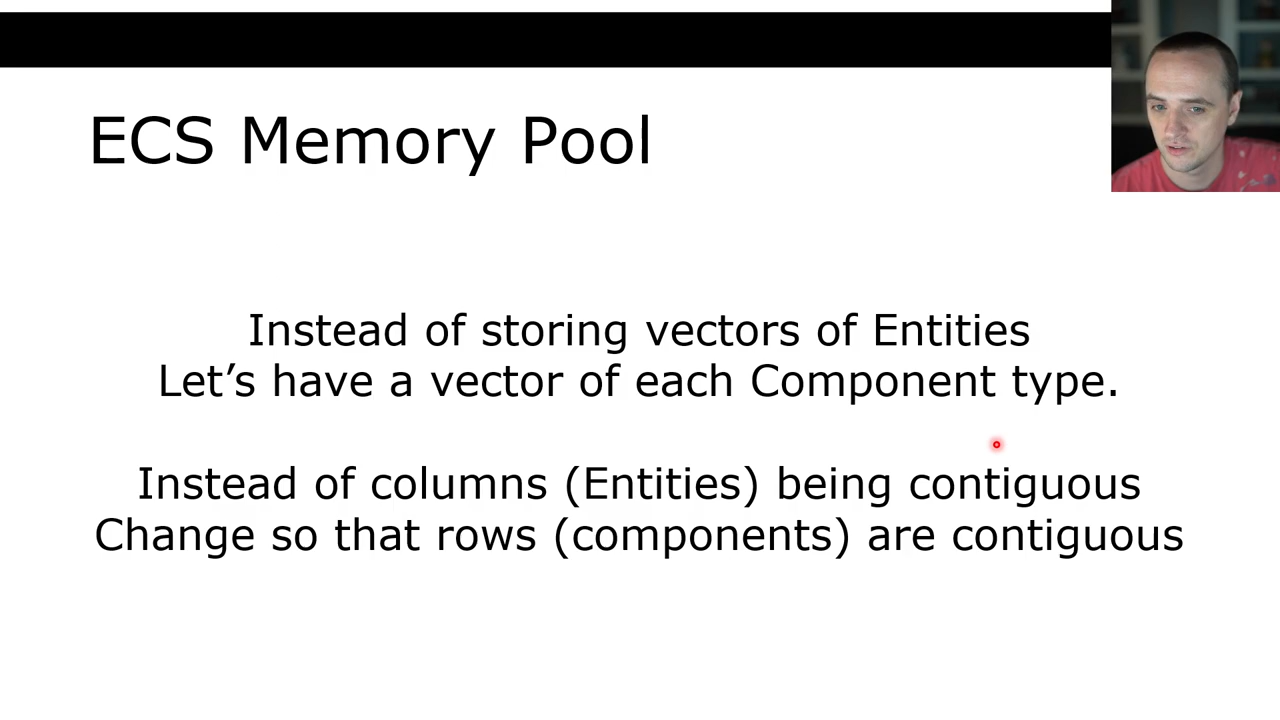 ECS Memory Pool
Instead of storing vectors of Entities
Let’s have a vector of each Component type.
Instead of columns (Entities) being contiguous
Change so that rows (components) are contiguous